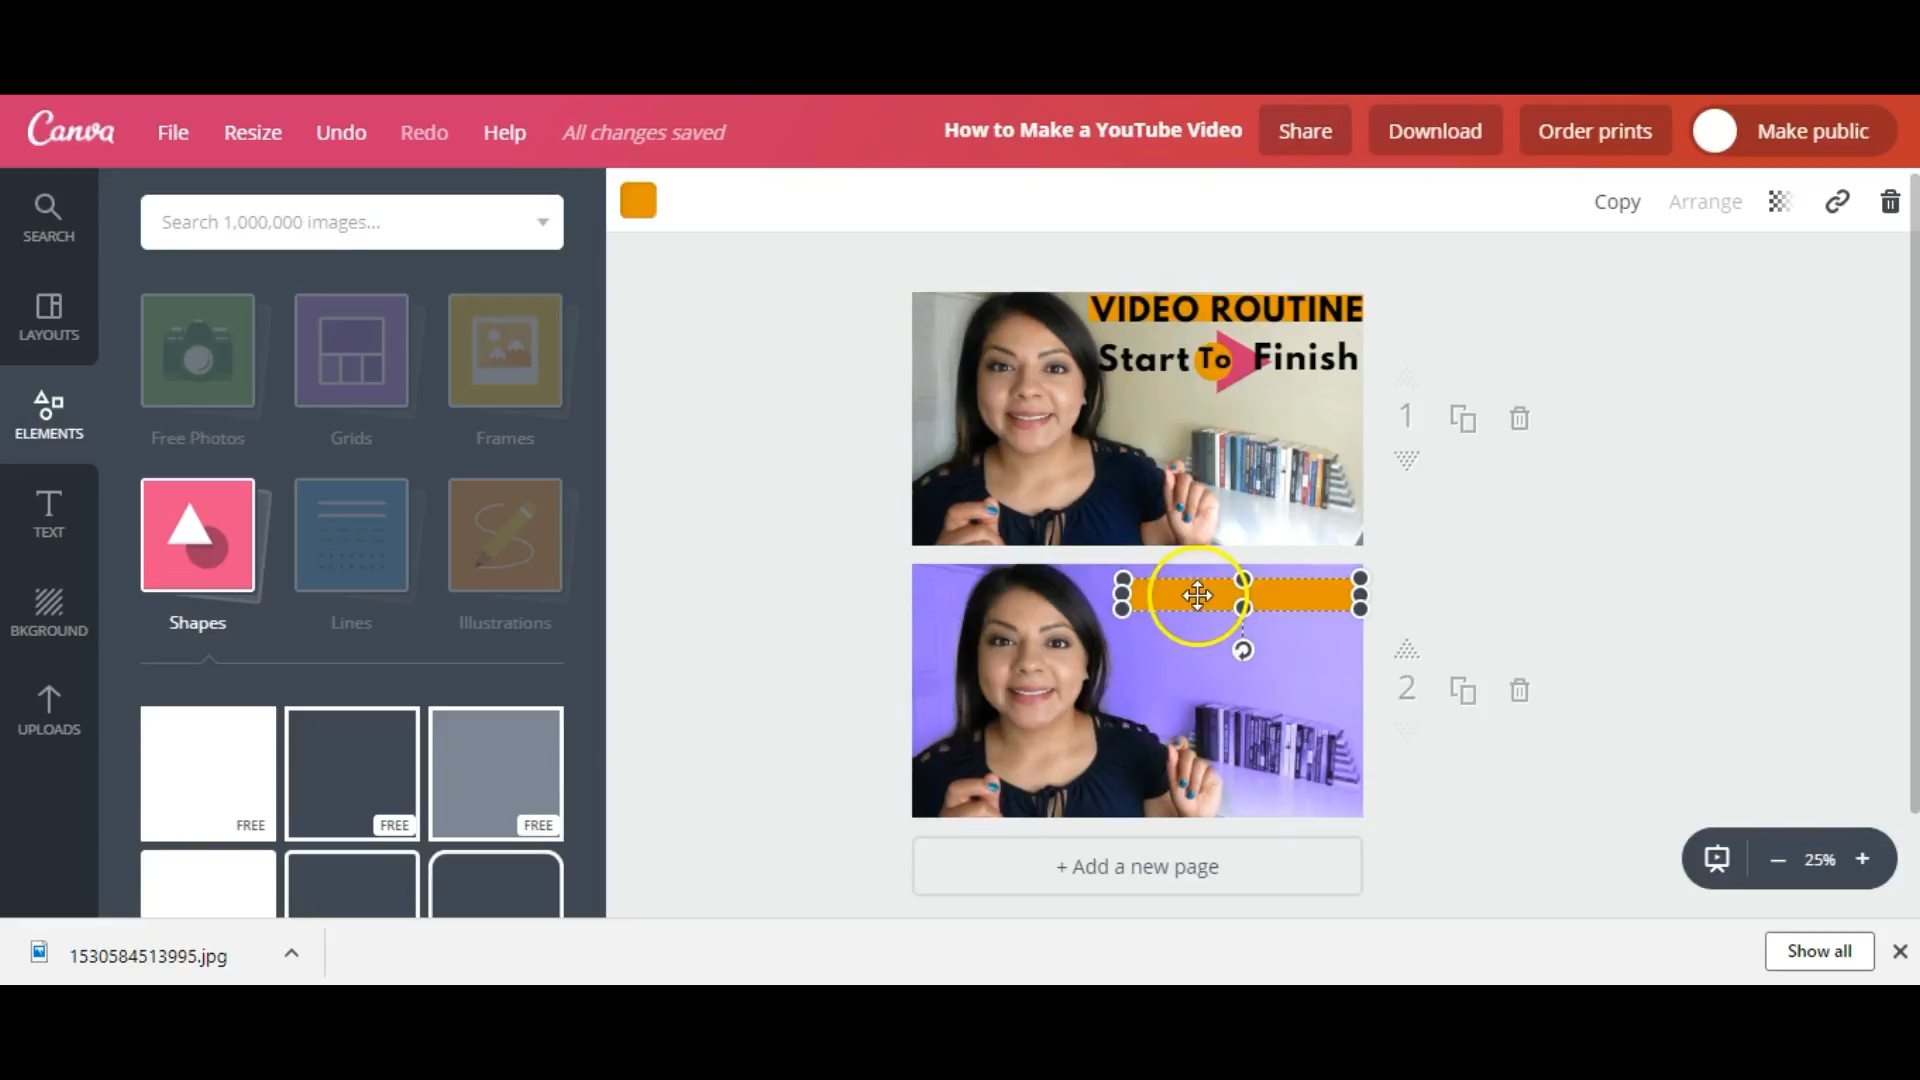 Canva
File
Resize
Undo
Redo
Help
All changes saved
How to Make a YouTube Video
Share
Download
Order prints
Make public
SEARCH
LAYOUTS
ELEMENTS
TEXT
BKGROUND
UPLOADS
Search 1,000,000 images...
Free Photos
Grids
Frames
Shapes
Lines
Illustrations
FREE
FREE
FREE
Copy
Arrange
VIDEO ROUTINE
Start To Finish
1
2
+ Add a new page
25%
1530584513995.jpg
Show all